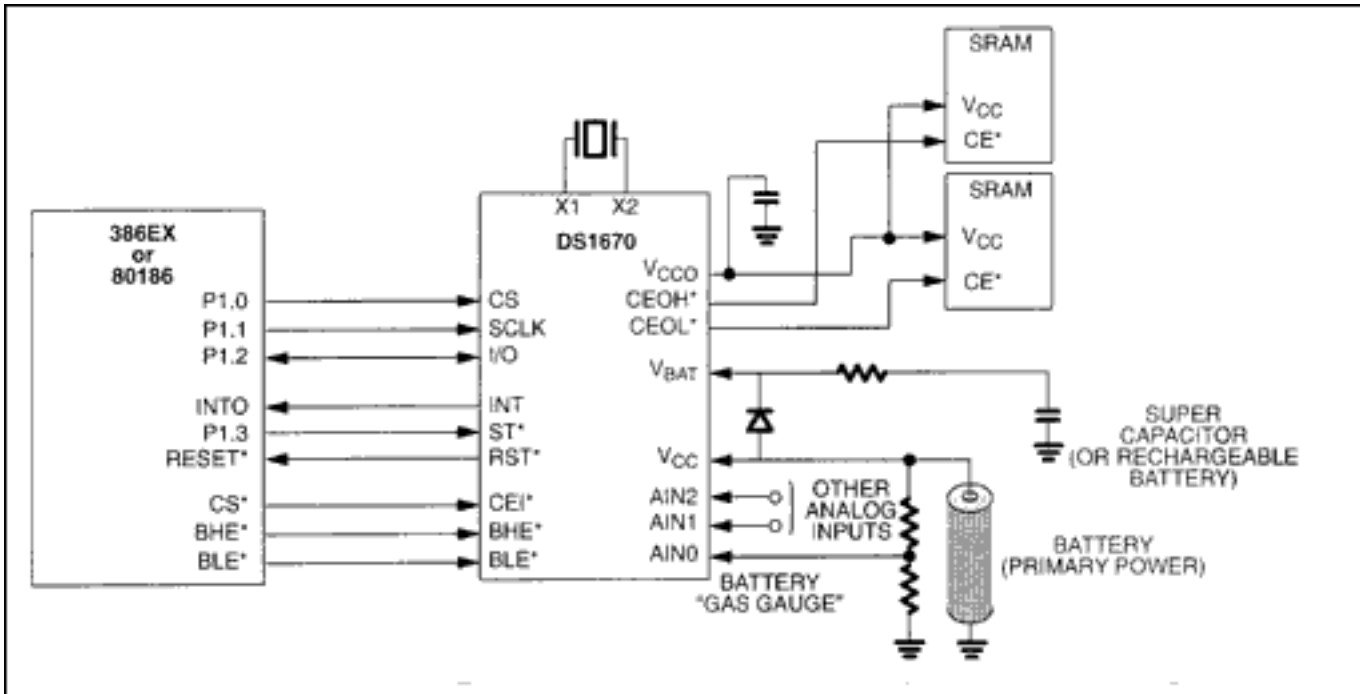 SRAM
VCC
CE*
SRAM
VCC
CE*
X1 X2
DS1670
386EX
or
80186
P1.0
P1.1
P1.2
INTO
P1.3
RESET*
CS*
BHE*
BLE*
CS
SCLK
I/O
INT
ST*
RST*
CEI*
BHE*
BLE*
VCCO
CEOH*
CEOL*
VBAT
VCC
AIN2
AIN1
AIN0
OTHER
ANALOG
INPUTS
BATTERY
"GAS GAUGE"
SUPER
CAPACITOR
(OR RECHARGEABLE
BATTERY)
BATTERY
(PRIMARY POWER)